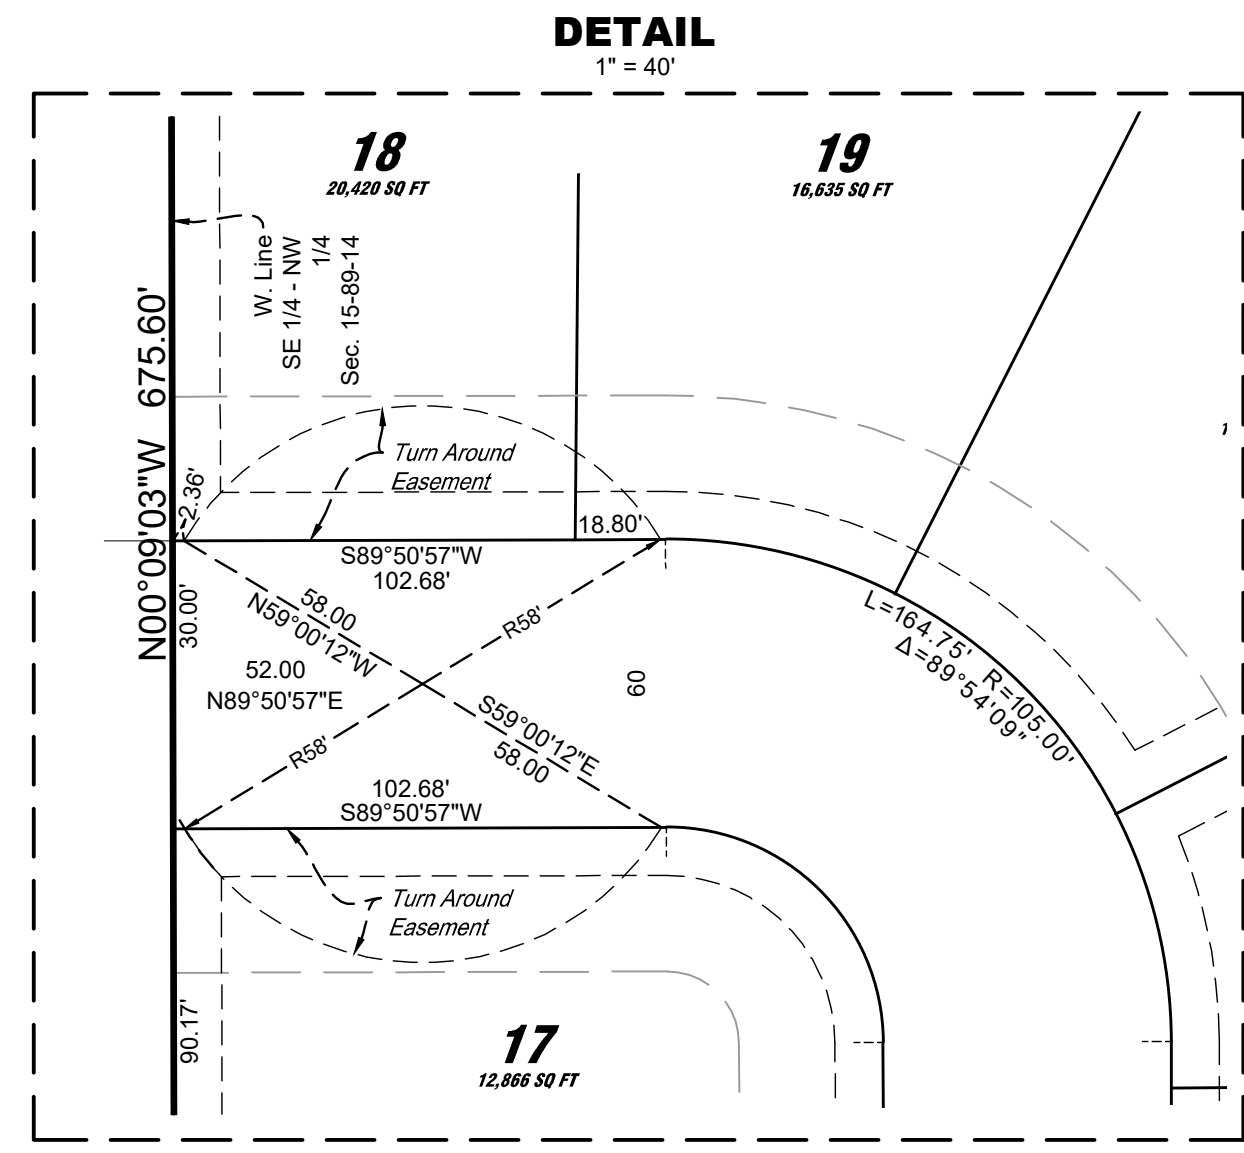 DETAIL
1" = 40'
18
20,420 SQ FT
19
16,635 SQ FT
W. Line
SE 1/4 - NW
1/4
Sec. 15-89-14
N00°09'03"W 675.60'
Turn Around
Easement
2.36'
18.80'
S89°50'57"W
102.68'
30.00'
58.00
N59°00'12"W
R58'
52.00
N89°50'57"E
60
L=164.75' R=105.00'
Δ=89°54'09"
S59°00'12"E
58.00
R58'
102.68'
S89°50'57"W
Turn Around
Easement
90.17'
17
12,866 SQ FT